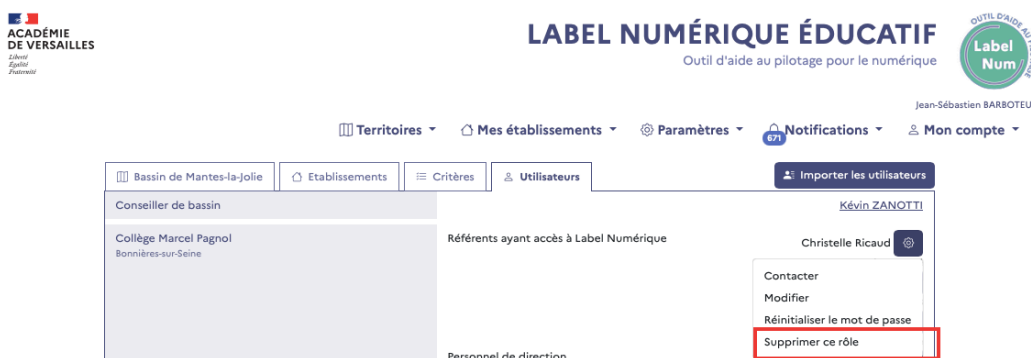 ACADÉMIE
DE VERSAILLES
Liberté
Égalité
Fraternité
LABEL NUMÉRIQUE ÉDUCATIF
Outil d'aide au pilotage pour le numérique
OUTIL D'AIDE AU
Label
Num
Jean-Sébastien BARBOTEU
Territoires
Mes établissements
Paramètres
671
Notifications
Mon compte
Bassin de Mantes-la-Jolie
Etablissements
Critères
Utilisateurs
Importer les utilisateurs
Conseiller de bassin
Kévin ZANOTTI
Collège Marcel Pagnol
Bonnières-sur-Seine
Référents ayant accès à Label Numérique
Christelle Ricaud
Contacter
Modifier
Réinitialiser le mot de passe
Supprimer ce rôle
Personnel de direction